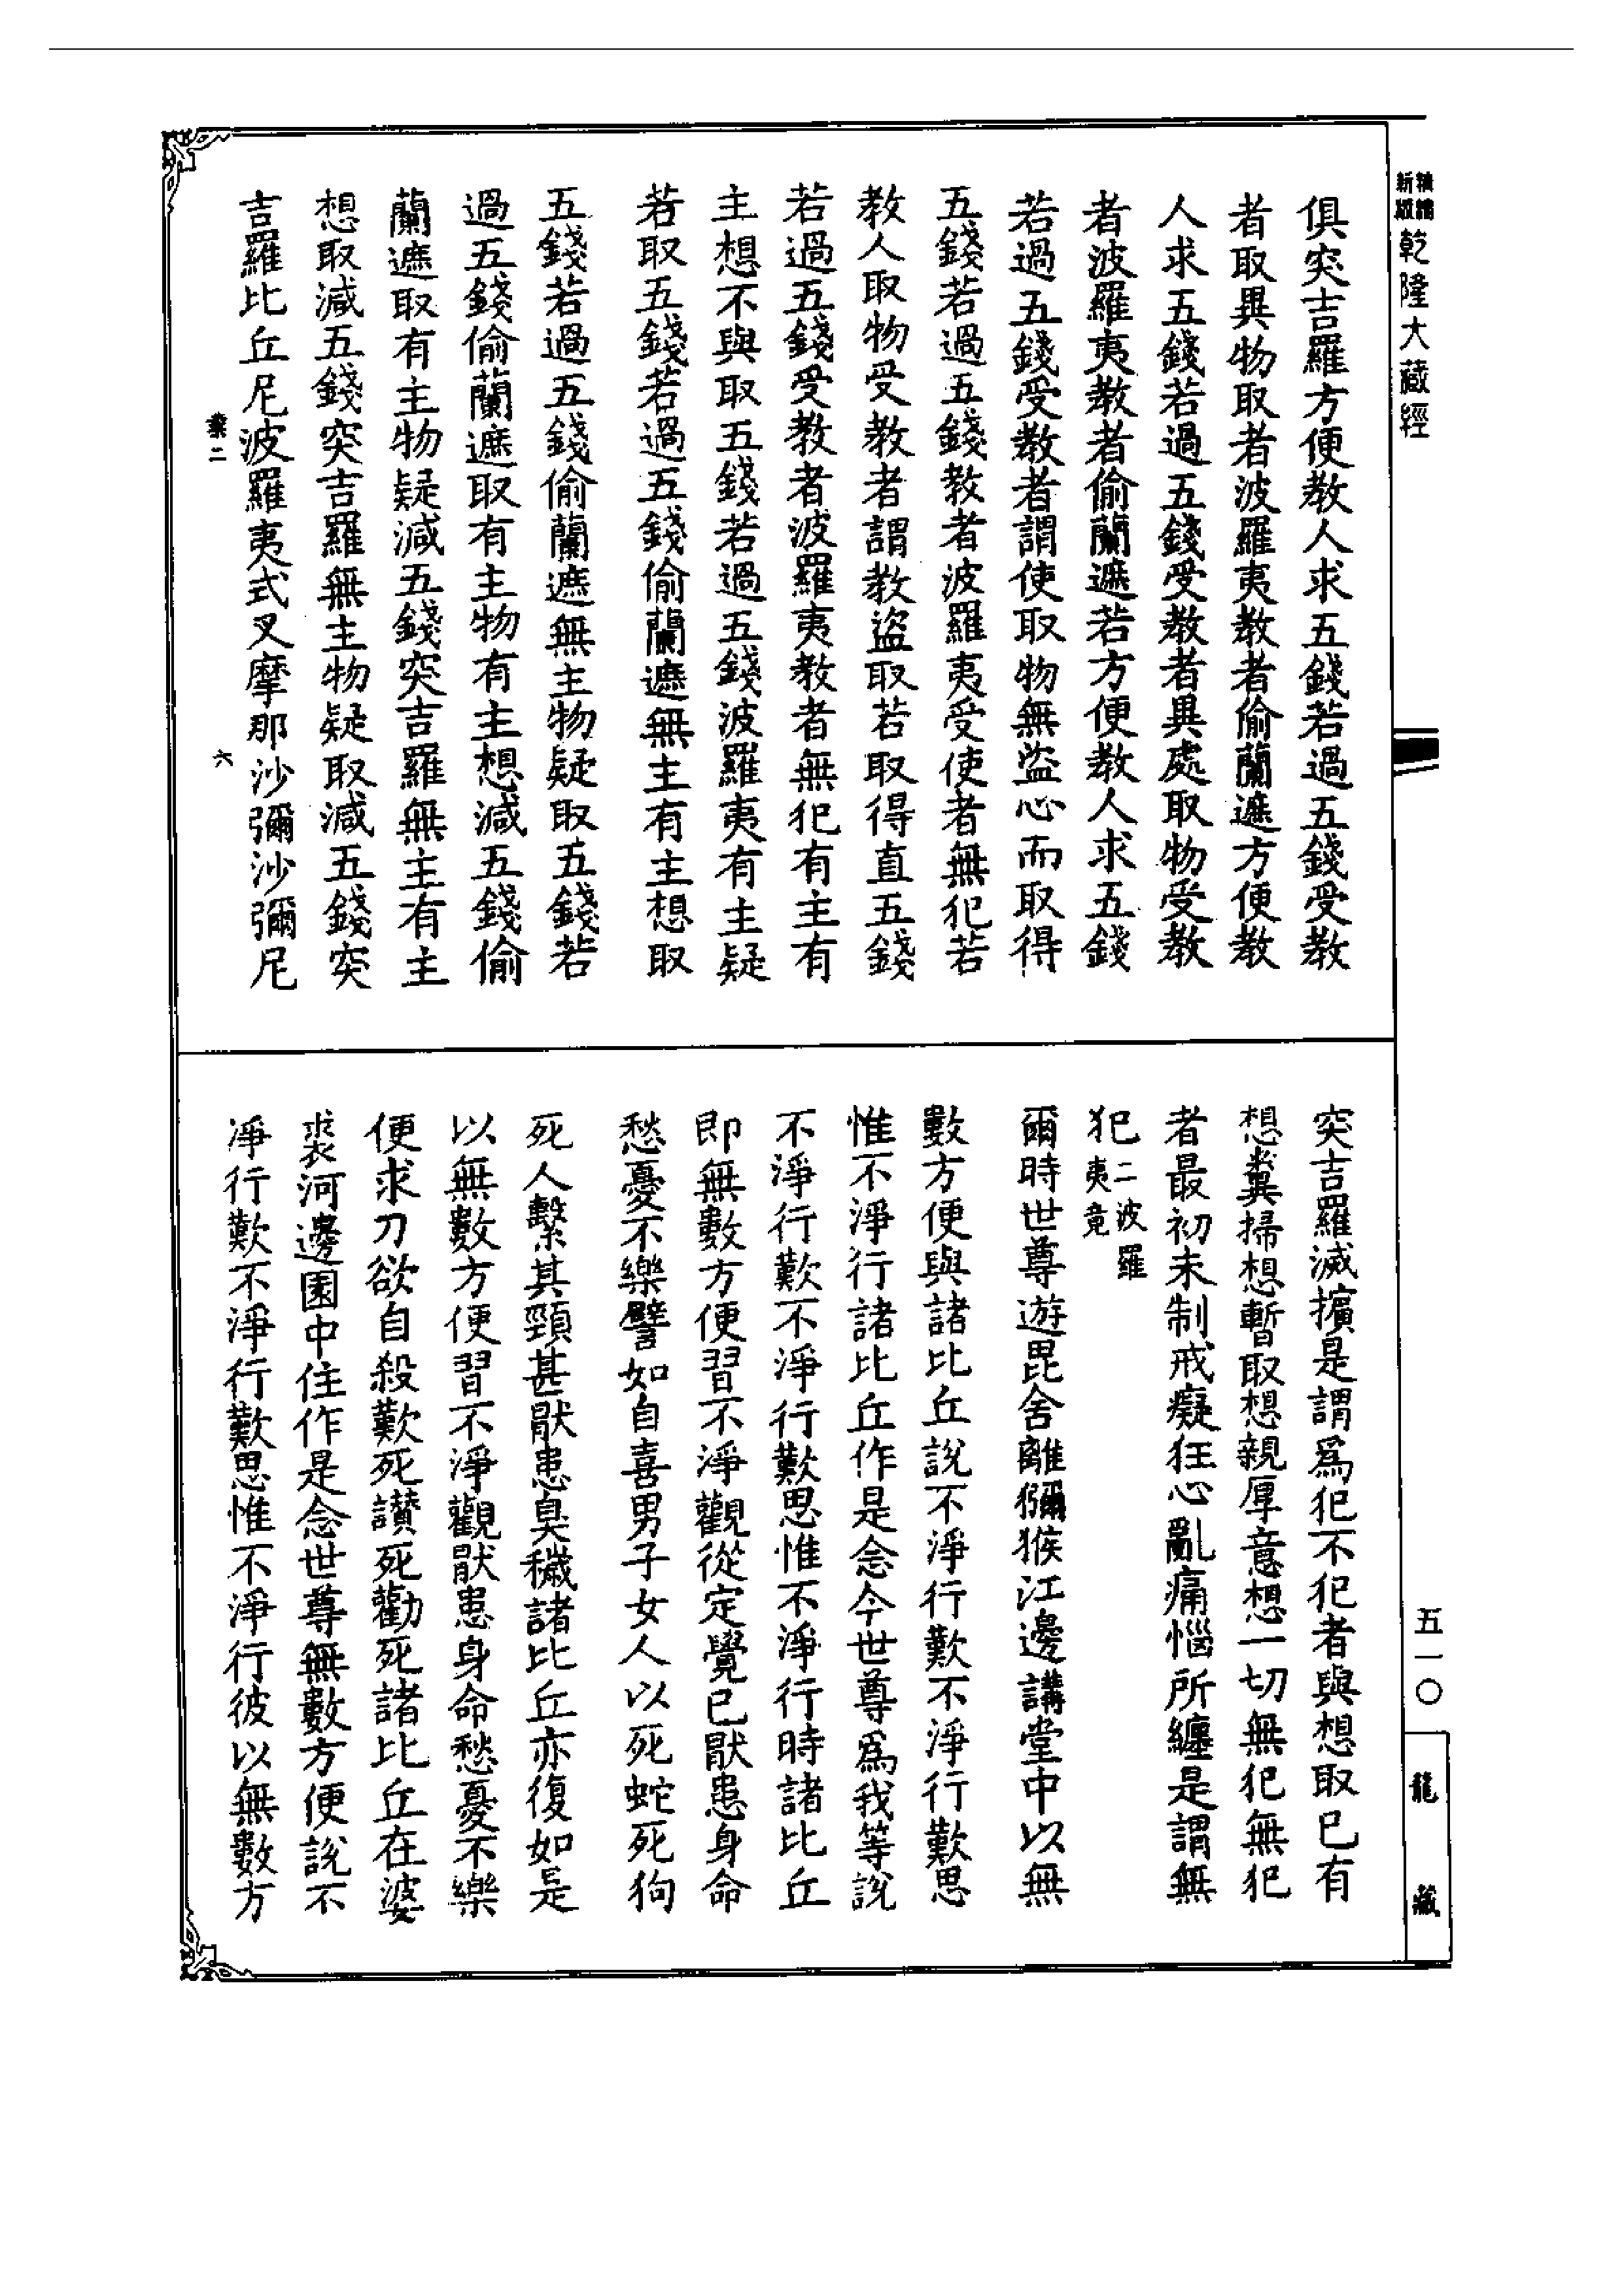 新版
精縮
乾隆大藏經
五一〇
龍藏
俱突吉羅方便教人求五錢若過五錢受教
者取異物取者波羅夷教者偷蘭遮方便教
人求五錢若過五錢受教者異處取物受教
者波羅夷教者偷蘭遮若方便教人求五錢
若過五錢受教者謂使取物無盜心而取得
五錢若過五錢教者波羅夷受使者無犯若
教人取物受教者謂教盜取若取得直五錢
若過五錢受教者波羅夷教者無犯有主有
主想不與取五錢若過五錢波羅夷有主疑
若取五錢若過五錢偷蘭遮無主有主想取
五錢若過五錢偷蘭遮無主物疑取五錢若
過五錢偷蘭遮取有主物有主想減五錢偷
蘭遮取有主物疑減五錢突吉羅無主有主
想取減五錢突吉羅無主物疑取減五錢突
吉羅比丘尼波羅夷式叉摩那沙彌沙彌尼
業二
六
突吉羅滅擯是謂爲犯不犯者與想取已有
想糞掃想暫取想親厚意想一切無犯無犯
者最初未制戒癡狂心亂痛惱所纏是謂無
犯二波羅夷竟
爾時世尊遊毘舍離獼猴江邊講堂中以無
數方便與諸比丘說不淨行歎不淨行歎思
惟不淨行諸比丘作是念今世尊爲我等說
不淨行歎不淨行歎思惟不淨行時諸比丘
即無數方便習不淨觀從定覺已猒患身命
愁憂不樂譬如自喜男子女人以死蛇死狗
死人繫其頸甚猒患臭穢諸比丘亦復如是
以無數方便習不淨觀猒患身命愁憂不樂
便求刀欲自殺歎死讚死勸死諸比丘在婆
裘河邊園中住作是念世尊無數方便說不
淨行歎不淨行歎思惟不淨行彼以無數方